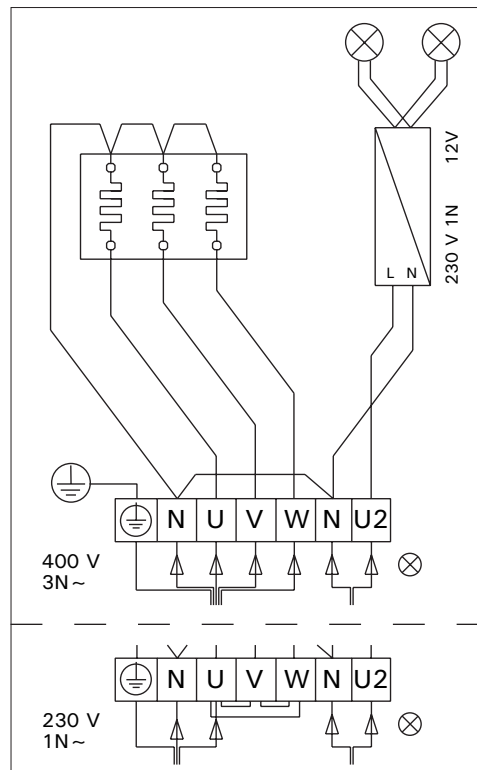 12V
230 V 1N
L N
N U V W N U2
400 V
3N~
N U V W N U2
230 V
1N~